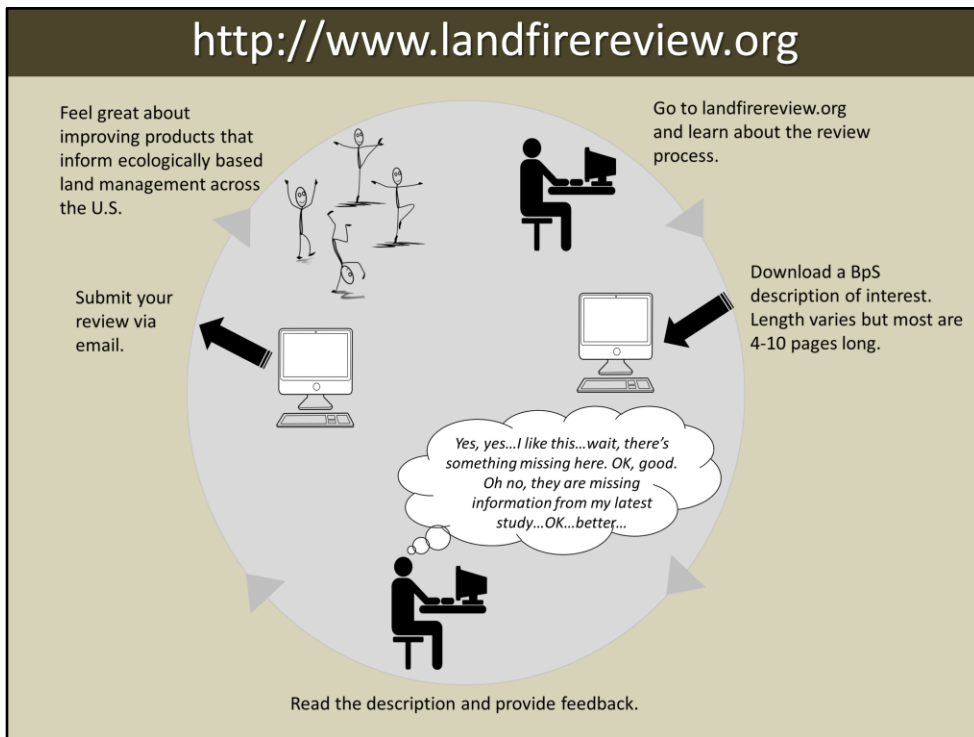 http://www.landfirereview.org
Feel great about
improving products that
inform ecologically based
land management across
the U.S.
Go to landfirereview.org
and learn about the review
process.
Download a BpS
description of interest.
Length varies but most are
4-10 pages long.
Submit your
review via
email.
Yes, yes...I like this...wait, there’s
something missing here. OK, good.
Oh no, they are missing
information from my latest
study...OK...better...
Read the description and provide feedback.